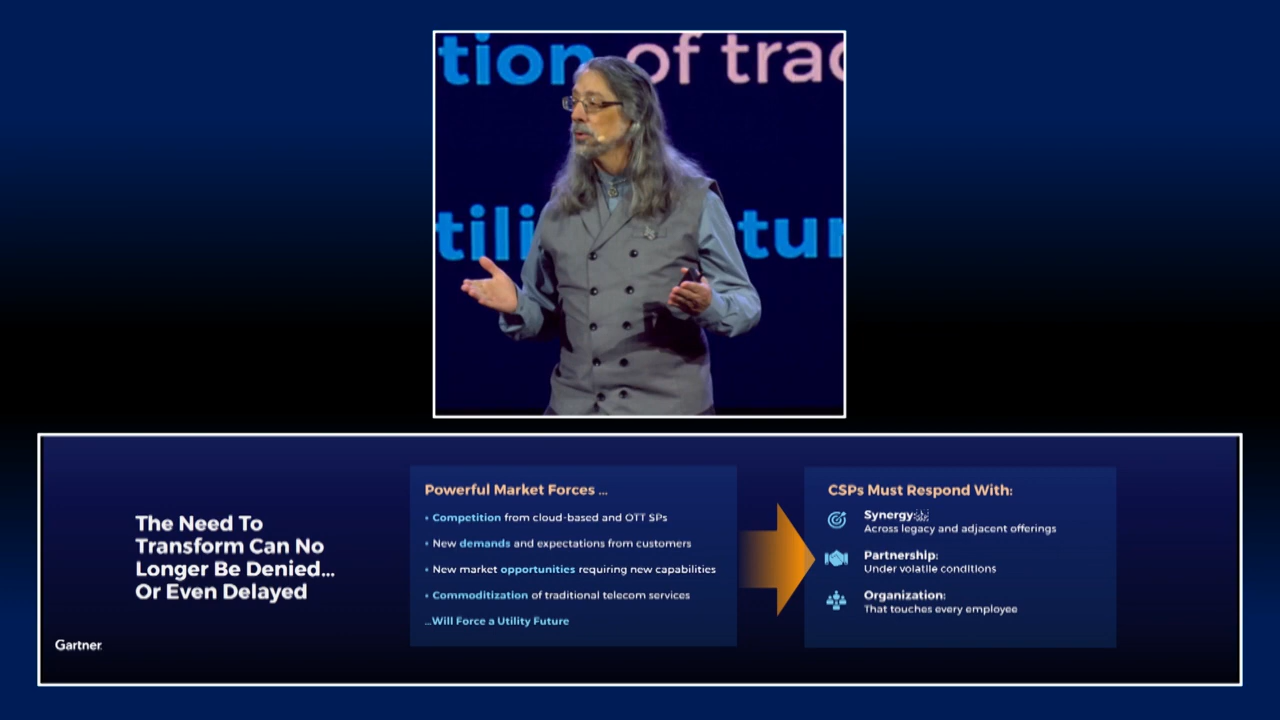 tion of trac
tili tur
The Need To
Transform Can No
Longer Be Denied...
Or Even Delayed
Gartner
Powerful Market Forces ...
• Competition from cloud-based and OTT SPs
• New demands and expectations from customers
• New market opportunities requiring new capabilities
• Commoditization of traditional telecom services
...Will Force a Utility Future
CSPs Must Respond With:
Synergy:
Across legacy and adjacent offerings
Partnership:
Under volatile conditions
Organization:
That touches every employee